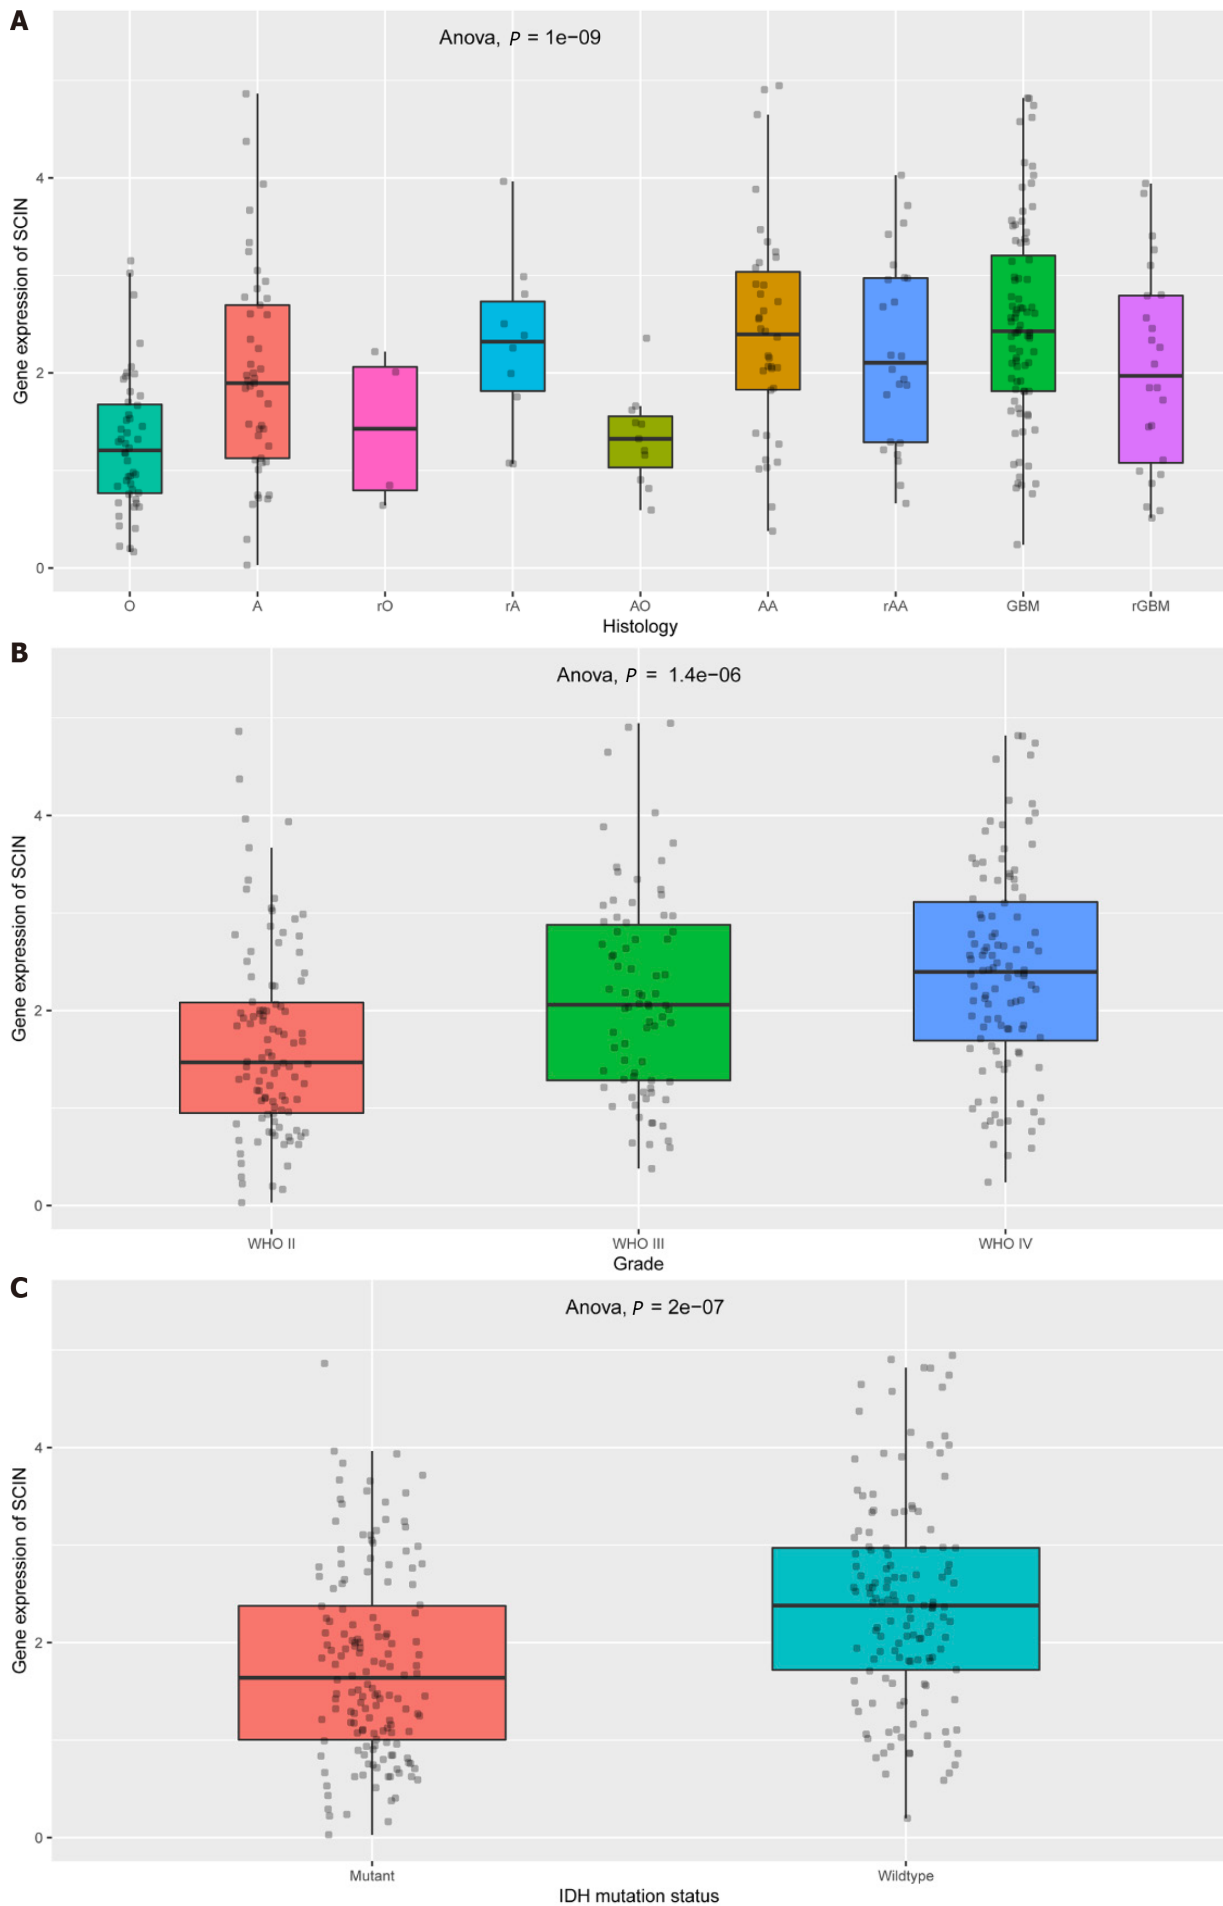 A
Anova, P = 1e−09
Gene expression of SCIN
4
2
0
O A rO rA AO AA rAA GBM rGBM
Histology
B
Anova, P = 1.4e−06
Gene expression of SCIN
4
2
0
WHO II WHO III WHO IV
Grade
C
Anova, P = 2e−07
Gene expression of SCIN
4
2
0
Mutant Wildtype
IDH mutation status